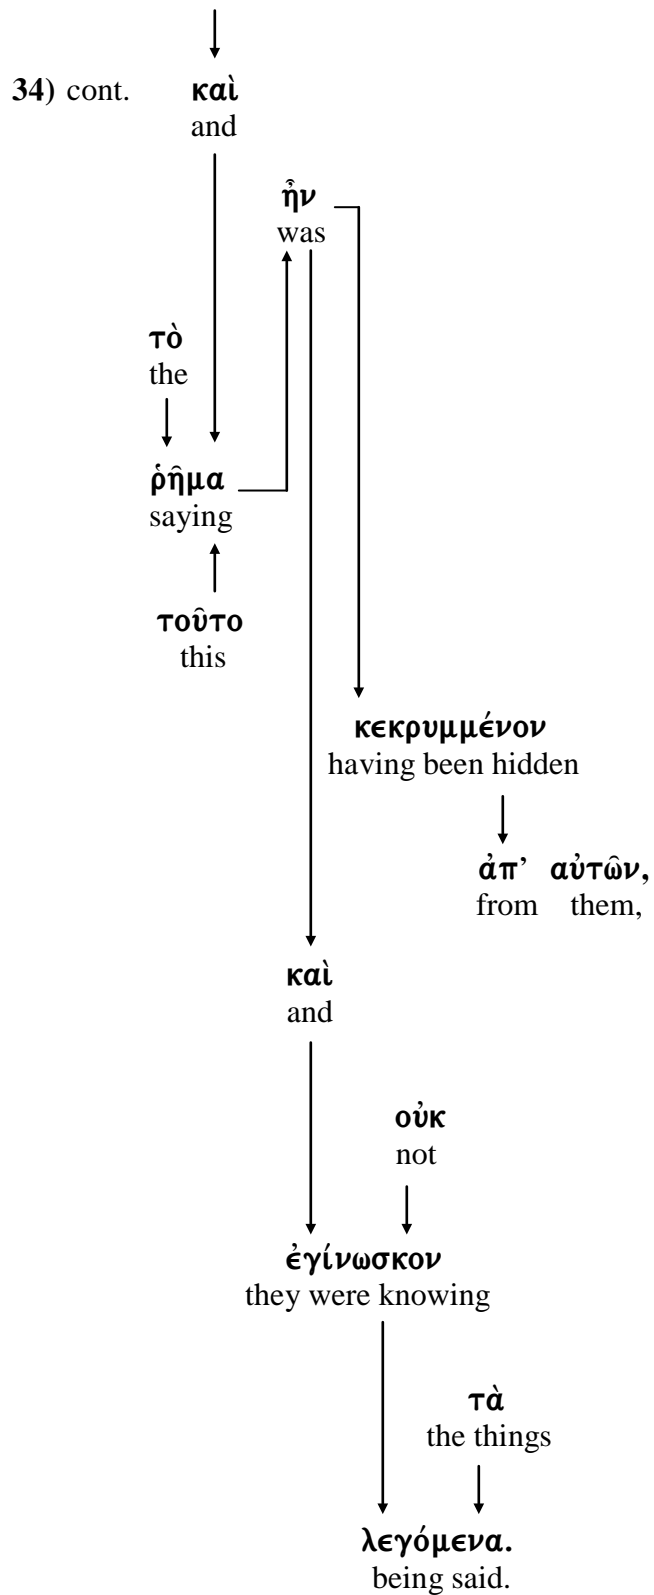 34) cont. καὶ
and
ἦν
was
τὸ
the
ῥῆμα
saying
τοῦτο
this
κεκρυμμένον
having been hidden
ἀπ’ αὐτῶν,
from them,
καὶ
and
οὐκ
not
ἐγίνωσκον
they were knowing
τὰ
the things
λεγόμενα.
being said.